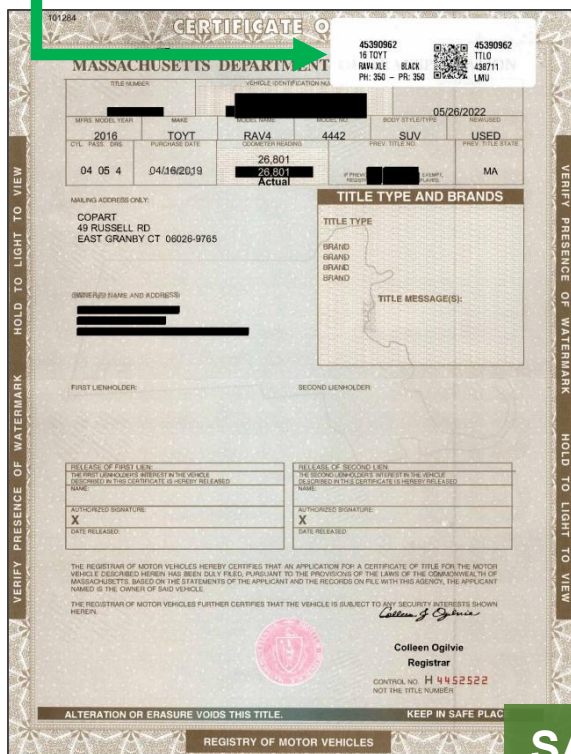 101284
CERTIFICATE O
45390962
16 TOYT
RAV4 XLE BLACK
PH: 350 - PR: 350
45390962
TTLO
438711
LMU
MASSACHUSETTS DEPARTM
TITLE NUMBER
VEHICLE IDENTIFICATION NU
05/26/2022
MFRS. MODEL YEAR MAKE MODEL NAME MODEL NO. BODY STYLE/TYPE NEW/USED
2016 TOYT RAV4 4442 SUV USED
CYL. PASS. DRS. PURCHASE DATE ODOMETER READING PREV. TITLE NO. PREV. TITLE STATE
26,801
04 05 4 04/16/2019 26,801 MA
Actual
MAILING ADDRESS ONLY:
COPART
49 RUSSELL RD
EAST GRANBY CT 06026-9765
TITLE TYPE AND BRANDS
TITLE TYPE
BRAND
BRAND
BRAND
BRAND
TITLE MESSAGE(S):
OWNER(S) NAME AND ADDRESS
FIRST LIENHOLDER:
SECOND LIENHOLDER:
RELEASE OF FIRST LIEN:
THE FIRST LIENHOLDER'S INTEREST IN THE VEHICLE
DESCRIBED IN THIS CERTIFICATE IS HEREBY RELEASED
NAME:
AUTHORIZED SIGNATURE:
X
DATE RELEASED:
RELEASE OF SECOND LIEN:
THE SECOND LIENHOLDER'S INTEREST IN THE VEHICLE
DESCRIBED IN THIS CERTIFICATE IS HEREBY RELEASED
NAME:
AUTHORIZED SIGNATURE:
X
DATE RELEASED:
THE REGISTRAR OF MOTOR VEHICLES HEREBY CERTIFIES THAT AN APPLICATION FOR A CERTIFICATE OF TITLE FOR THE MOTOR
VEHICLE DESCRIBED HEREIN HAS BEEN DULY FILED, PURSUANT TO THE PROVISIONS OF THE LAWS OF THE COMMONWEALTH OF
MASSACHUSETTS. BASED ON THE STATEMENTS OF THE APPLICANT AND THE RECORDS ON FILE WITH THIS AGENCY, THE APPLICANT
NAMED IS THE OWNER OF SAID VEHICLE.
THE REGISTRAR OF MOTOR VEHICLES FURTHER CERTIFIES THAT THE VEHICLE IS SUBJECT TO ANY SECURITY INTERESTS SHOWN
HEREIN.
Colleen J Ogilvie
Colleen Ogilvie
Registrar
CONTROL NO. H 4452522
NOT THE TITLE NUMBER
ALTERATION OR ERASURE VOIDS THIS TITLE.
KEEP IN SAFE PLAC
REGISTRY OF MOTOR VEHICLES
VERIFY PRESENCE OF WATERMARK HOLD TO LIGHT TO VIEW
VERIFY PRESENCE OF WATERMARK HOLD TO LIGHT TO VIEW
SA